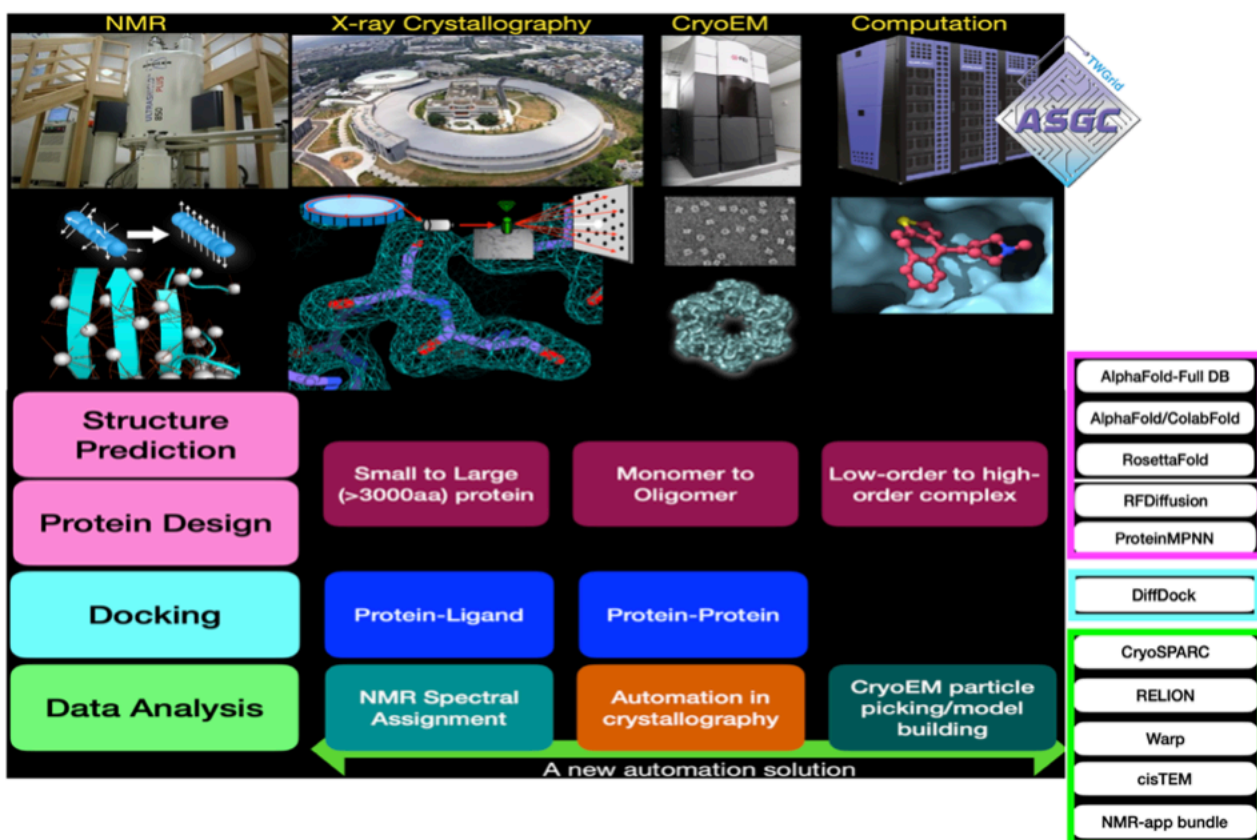 NMR
X-ray Crystallography
CryoEM
Computation
ULTRASHIELD
850 PLUS
TWGrid
ASGC
Structure
Prediction
Protein Design
Small to Large
(>3000aa) protein
Monomer to
Oligomer
Low-order to high-
order complex
Docking
Protein-Ligand
Protein-Protein
Data Analysis
NMR Spectral
Assignment
Automation in
crystallography
CryoEM particle
picking/model
building
A new automation solution
AlphaFold-Full DB
AlphaFold/ColabFold
RosettaFold
RFDiffusion
ProteinMPNN
DiffDock
CryoSPARC
RELION
Warp
cisTEM
NMR-app bundle